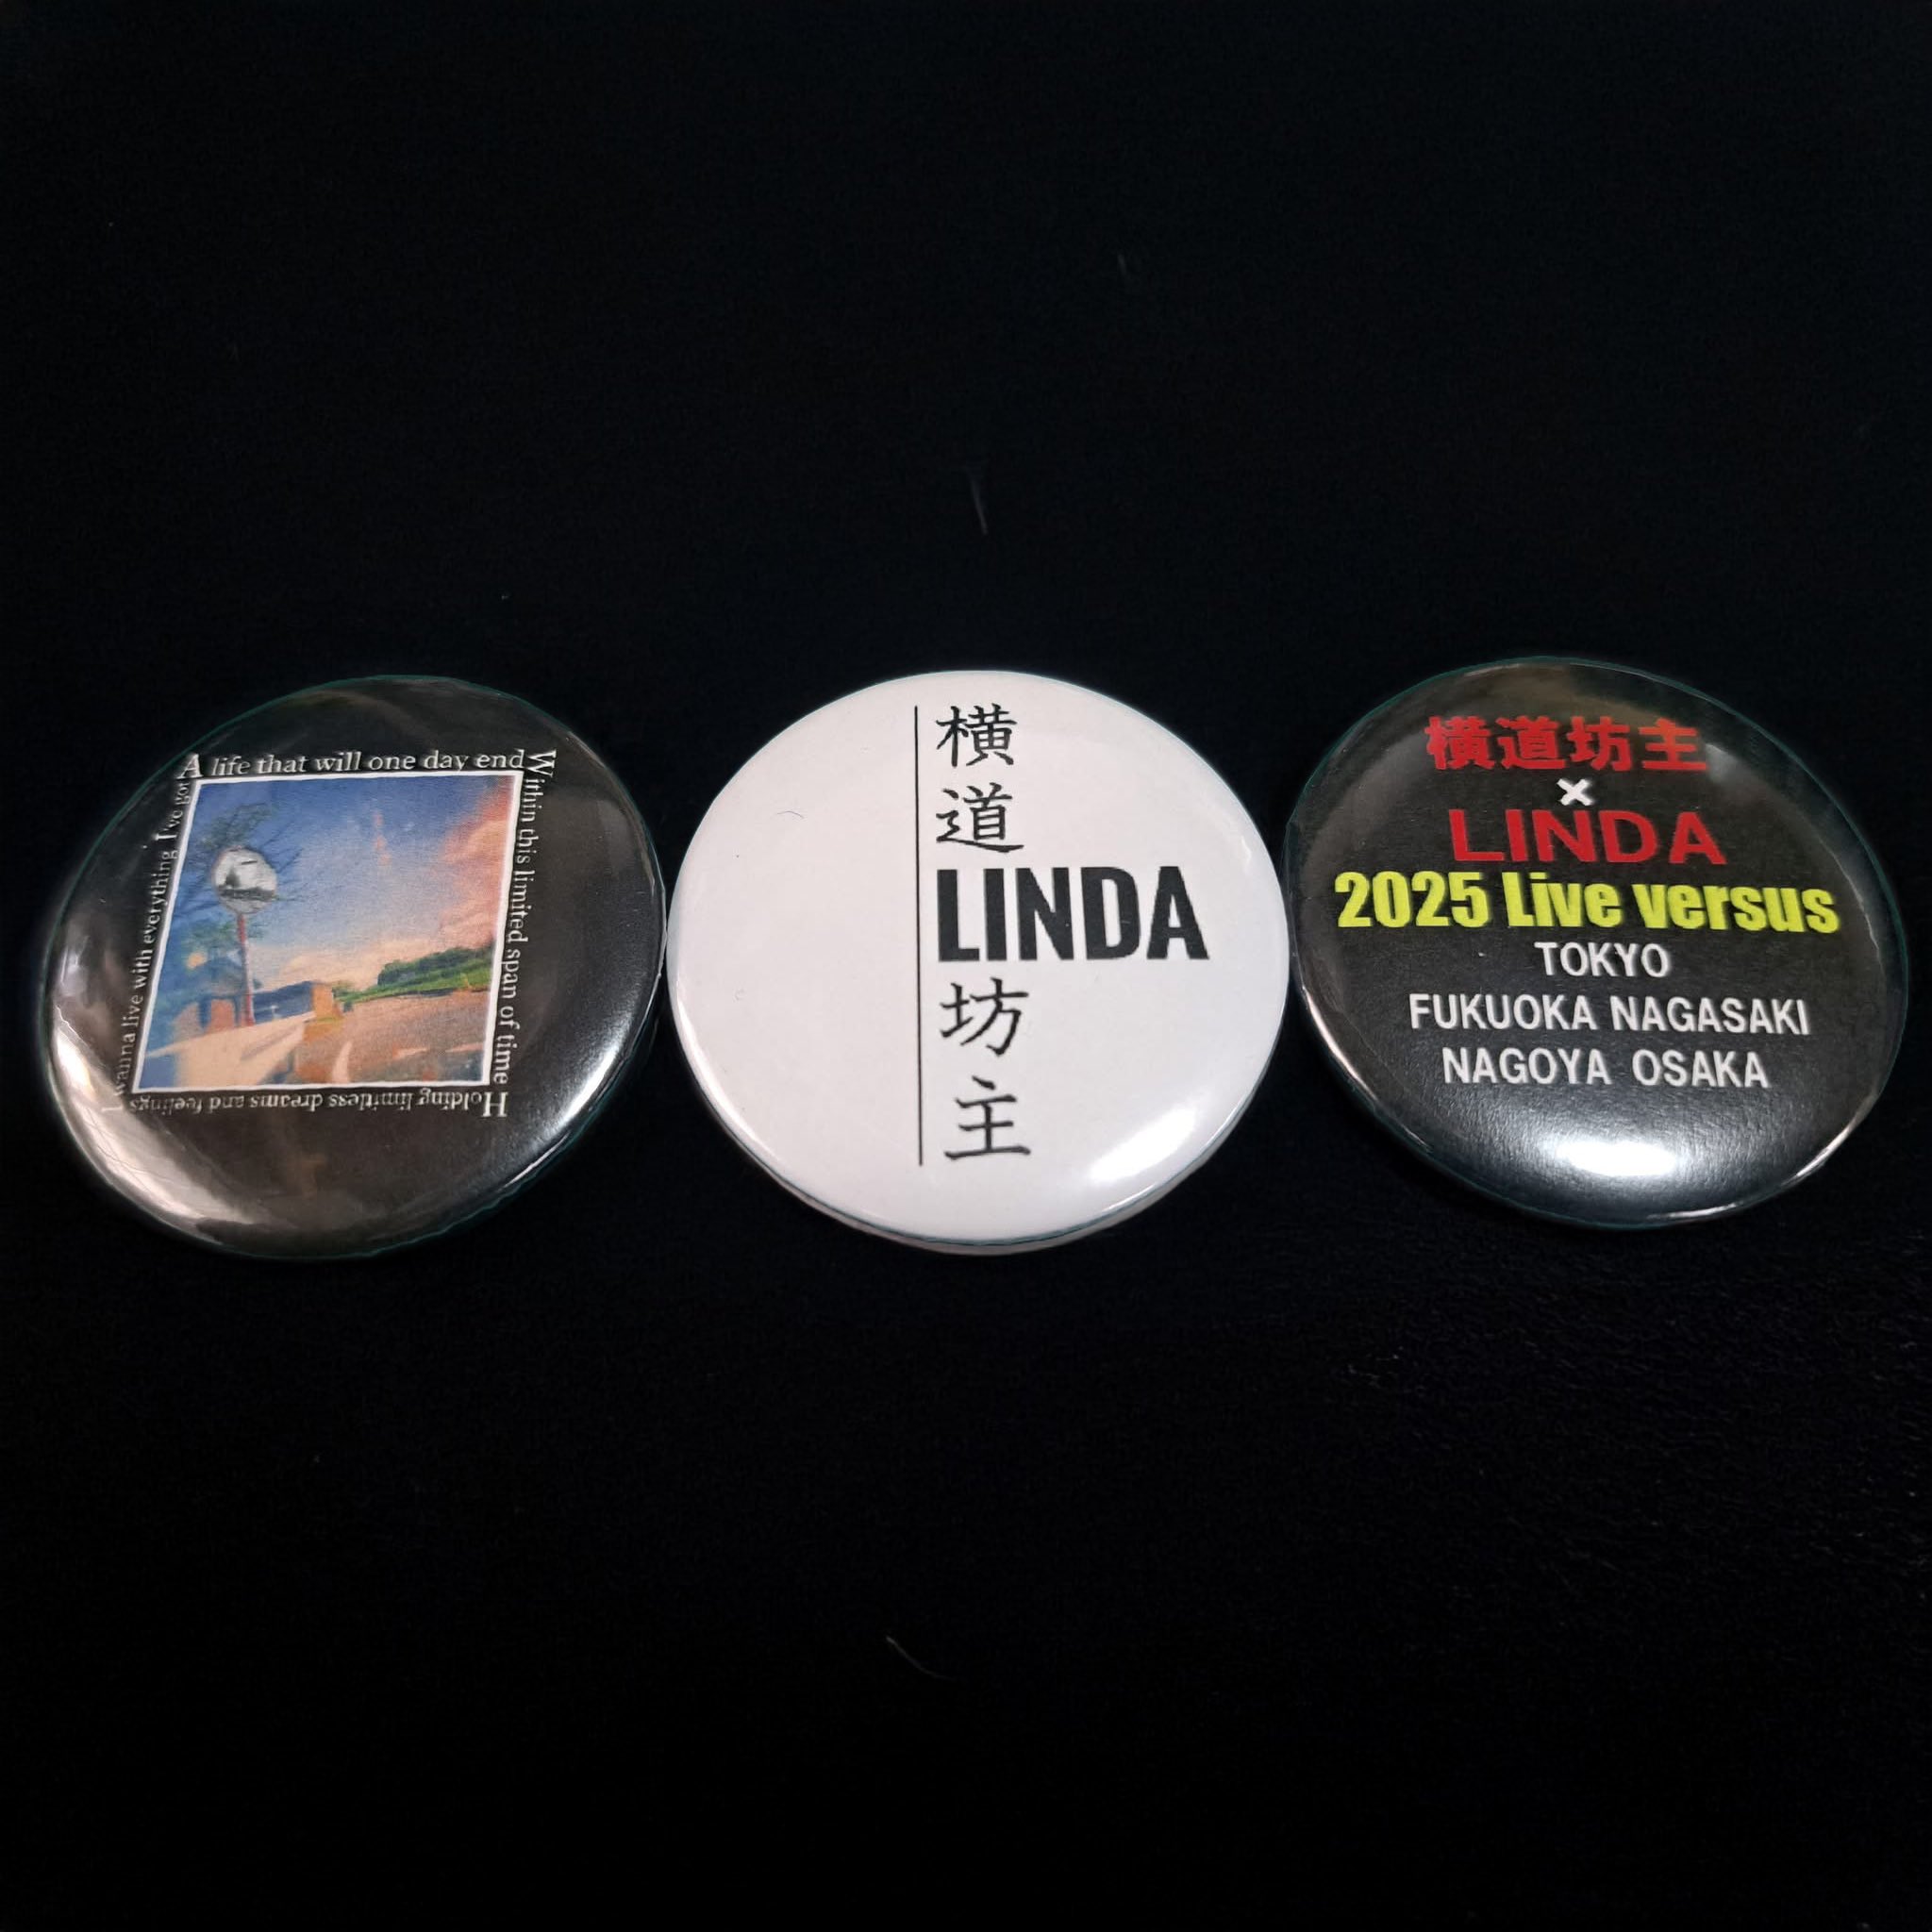 A life that will one day end
Within this limited span of time
Holding limitless dreams and feelings
I wanna live with everything I've got
横
道
LINDA
坊
主
横道坊主
×
LINDA
2025 Live versus
TOKYO
FUKUOKA NAGASAKI
NAGOYA OSAKA